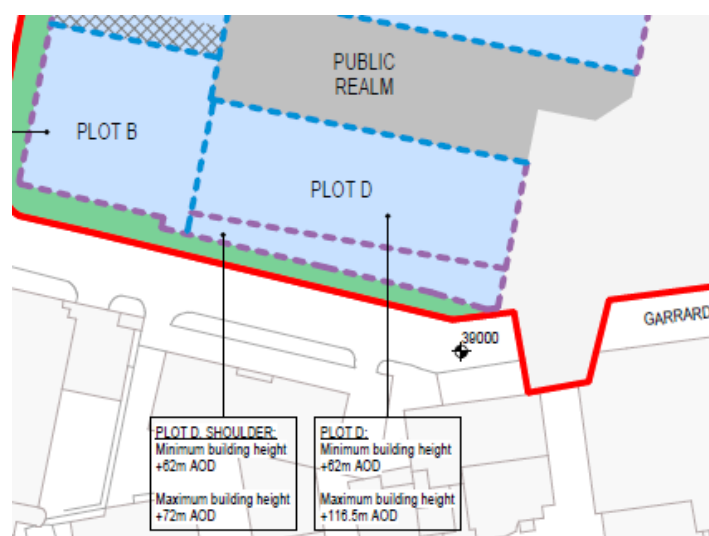 PUBLIC
REALM
PLOT B
PLOT D
39000
GARRARD
PLOT D, SHOULDER:
Minimum building height
+62m AOD
Maximum building height
+72m AOD
PLOT D:
Minimum building height
+62m AOD
Maximum building height
+116.5m AOD